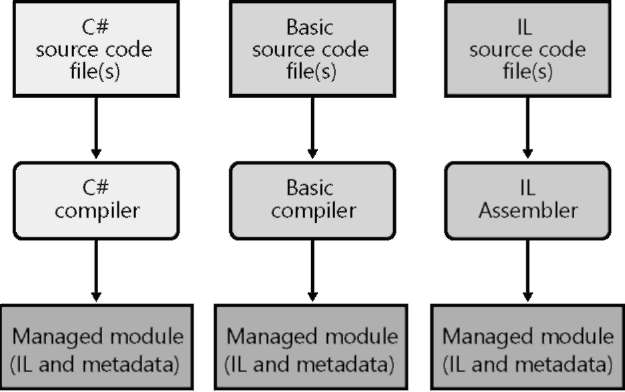 C#
source code
file(s)
Basic
source code
file(s)
IL
source code
file(s)
C#
compiler
Basic
compiler
IL
Assembler
Managed module
(IL and metadata)
Managed module
(IL and metadata)
Managed module
(IL and metadata)